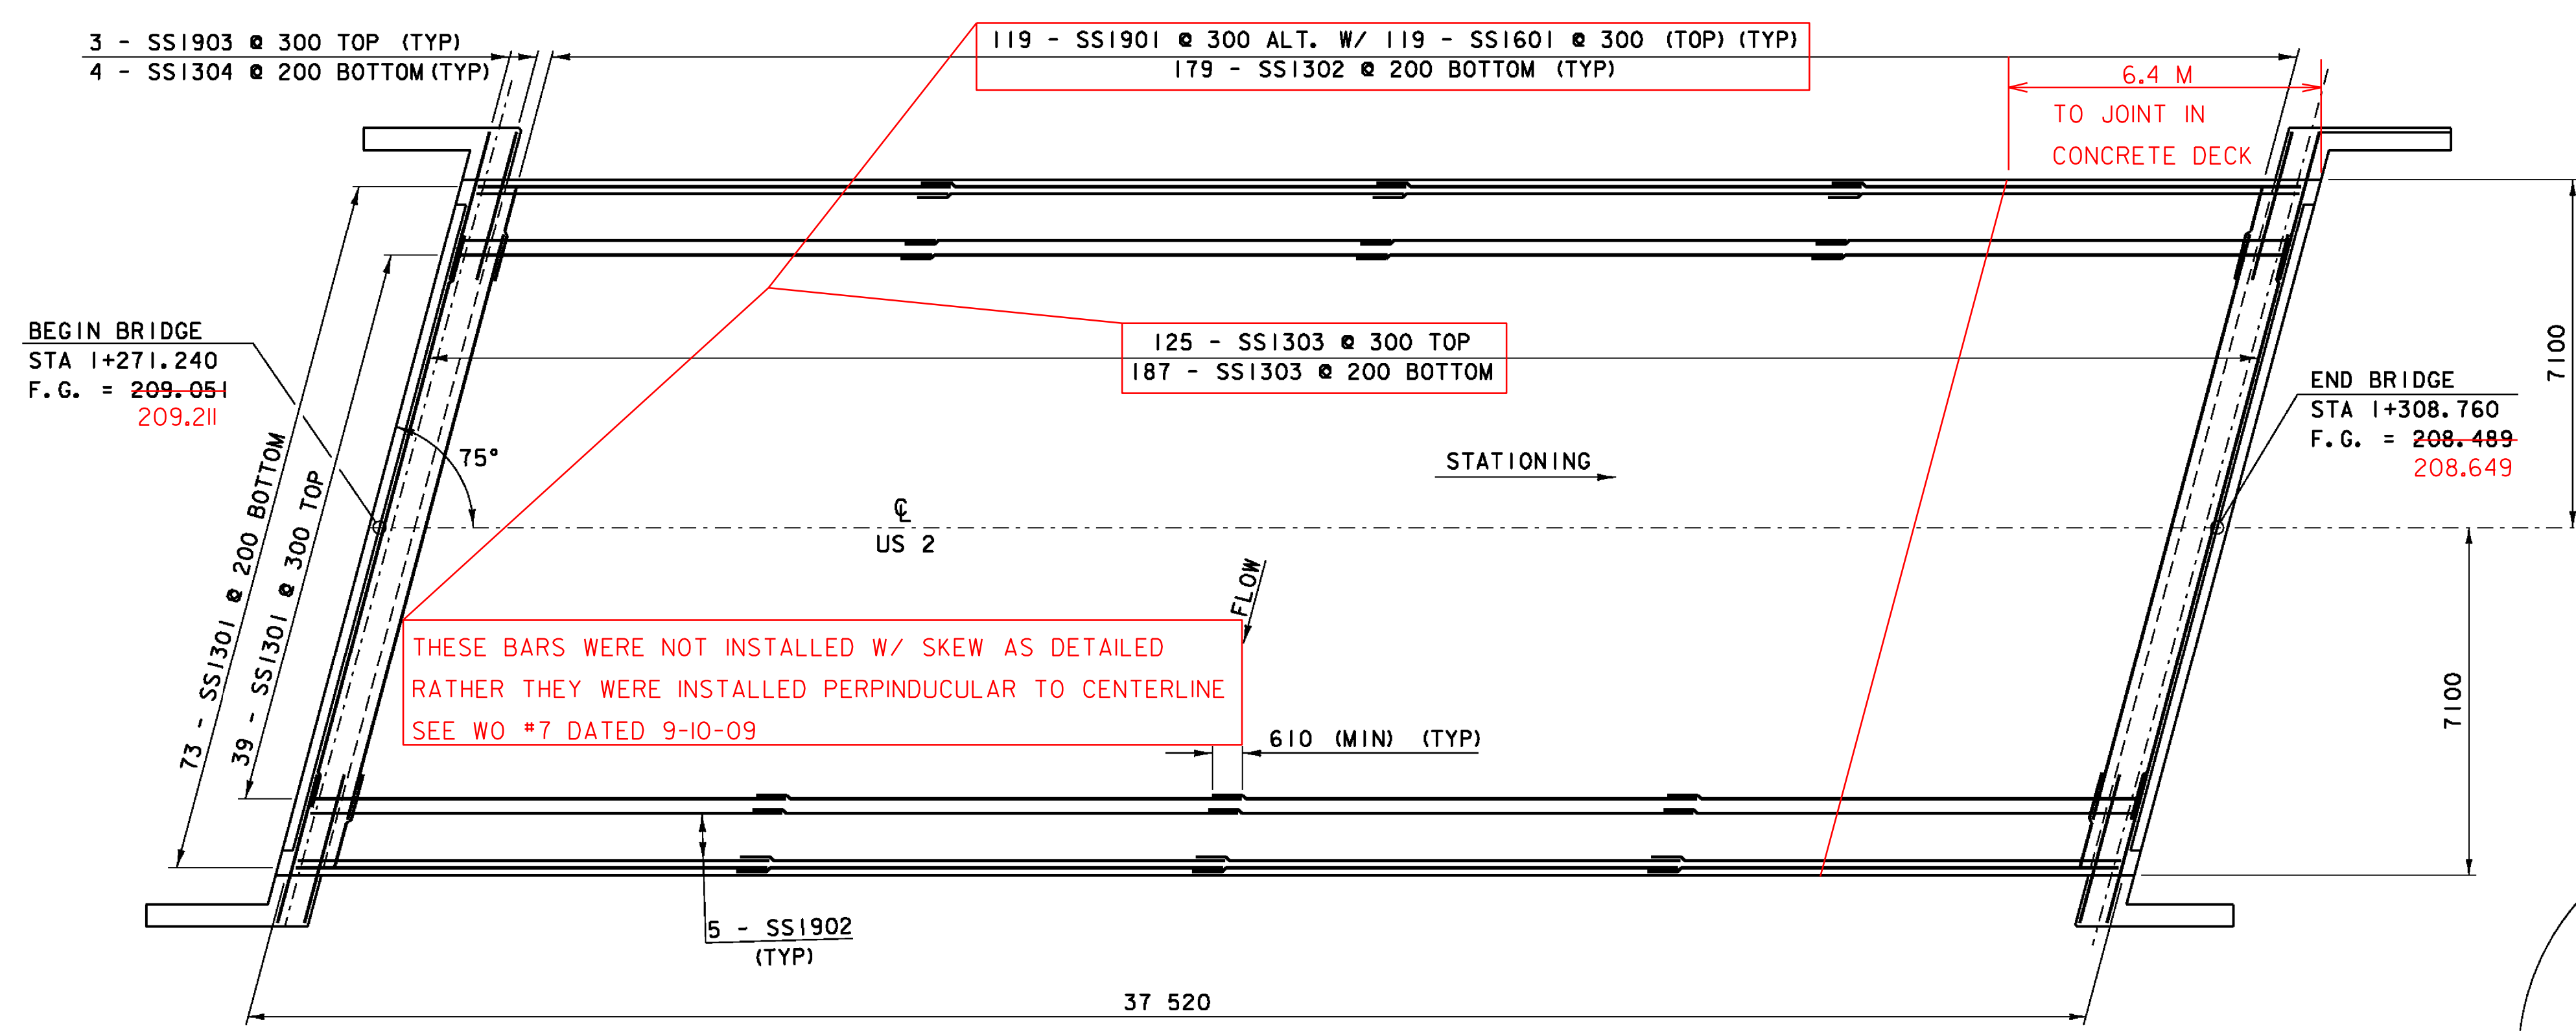 3 - SS1903 @ 300 TOP (TYP)
4 - SS1304 @ 200 BOTTOM (TYP)
119 - SS1901 @ 300 ALT. W/ 119 - SS1601 @ 300 (TOP) (TYP)
179 - SS1302 @ 200 BOTTOM (TYP)
6.4 M
TO JOINT IN
CONCRETE DECK
BEGIN BRIDGE
STA 1+271.240
F.G. = 209.051
209.211
125 - SS1303 @ 300 TOP
187 - SS1303 @ 200 BOTTOM
7100
END BRIDGE
STA 1+308.760
F.G. = 208.489
208.649
75°
STATIONING
73 - SS1301 @ 200 BOTTOM
39 - SS1301 @ 300 TOP
℄
US 2
FLOW
THESE BARS WERE NOT INSTALLED W/ SKEW AS DETAILED
RATHER THEY WERE INSTALLED PERPINDUCULAR TO CENTERLINE
SEE WO #7 DATED 9-10-09
7100
610 (MIN) (TYP)
5 - SS1902
(TYP)
37 520